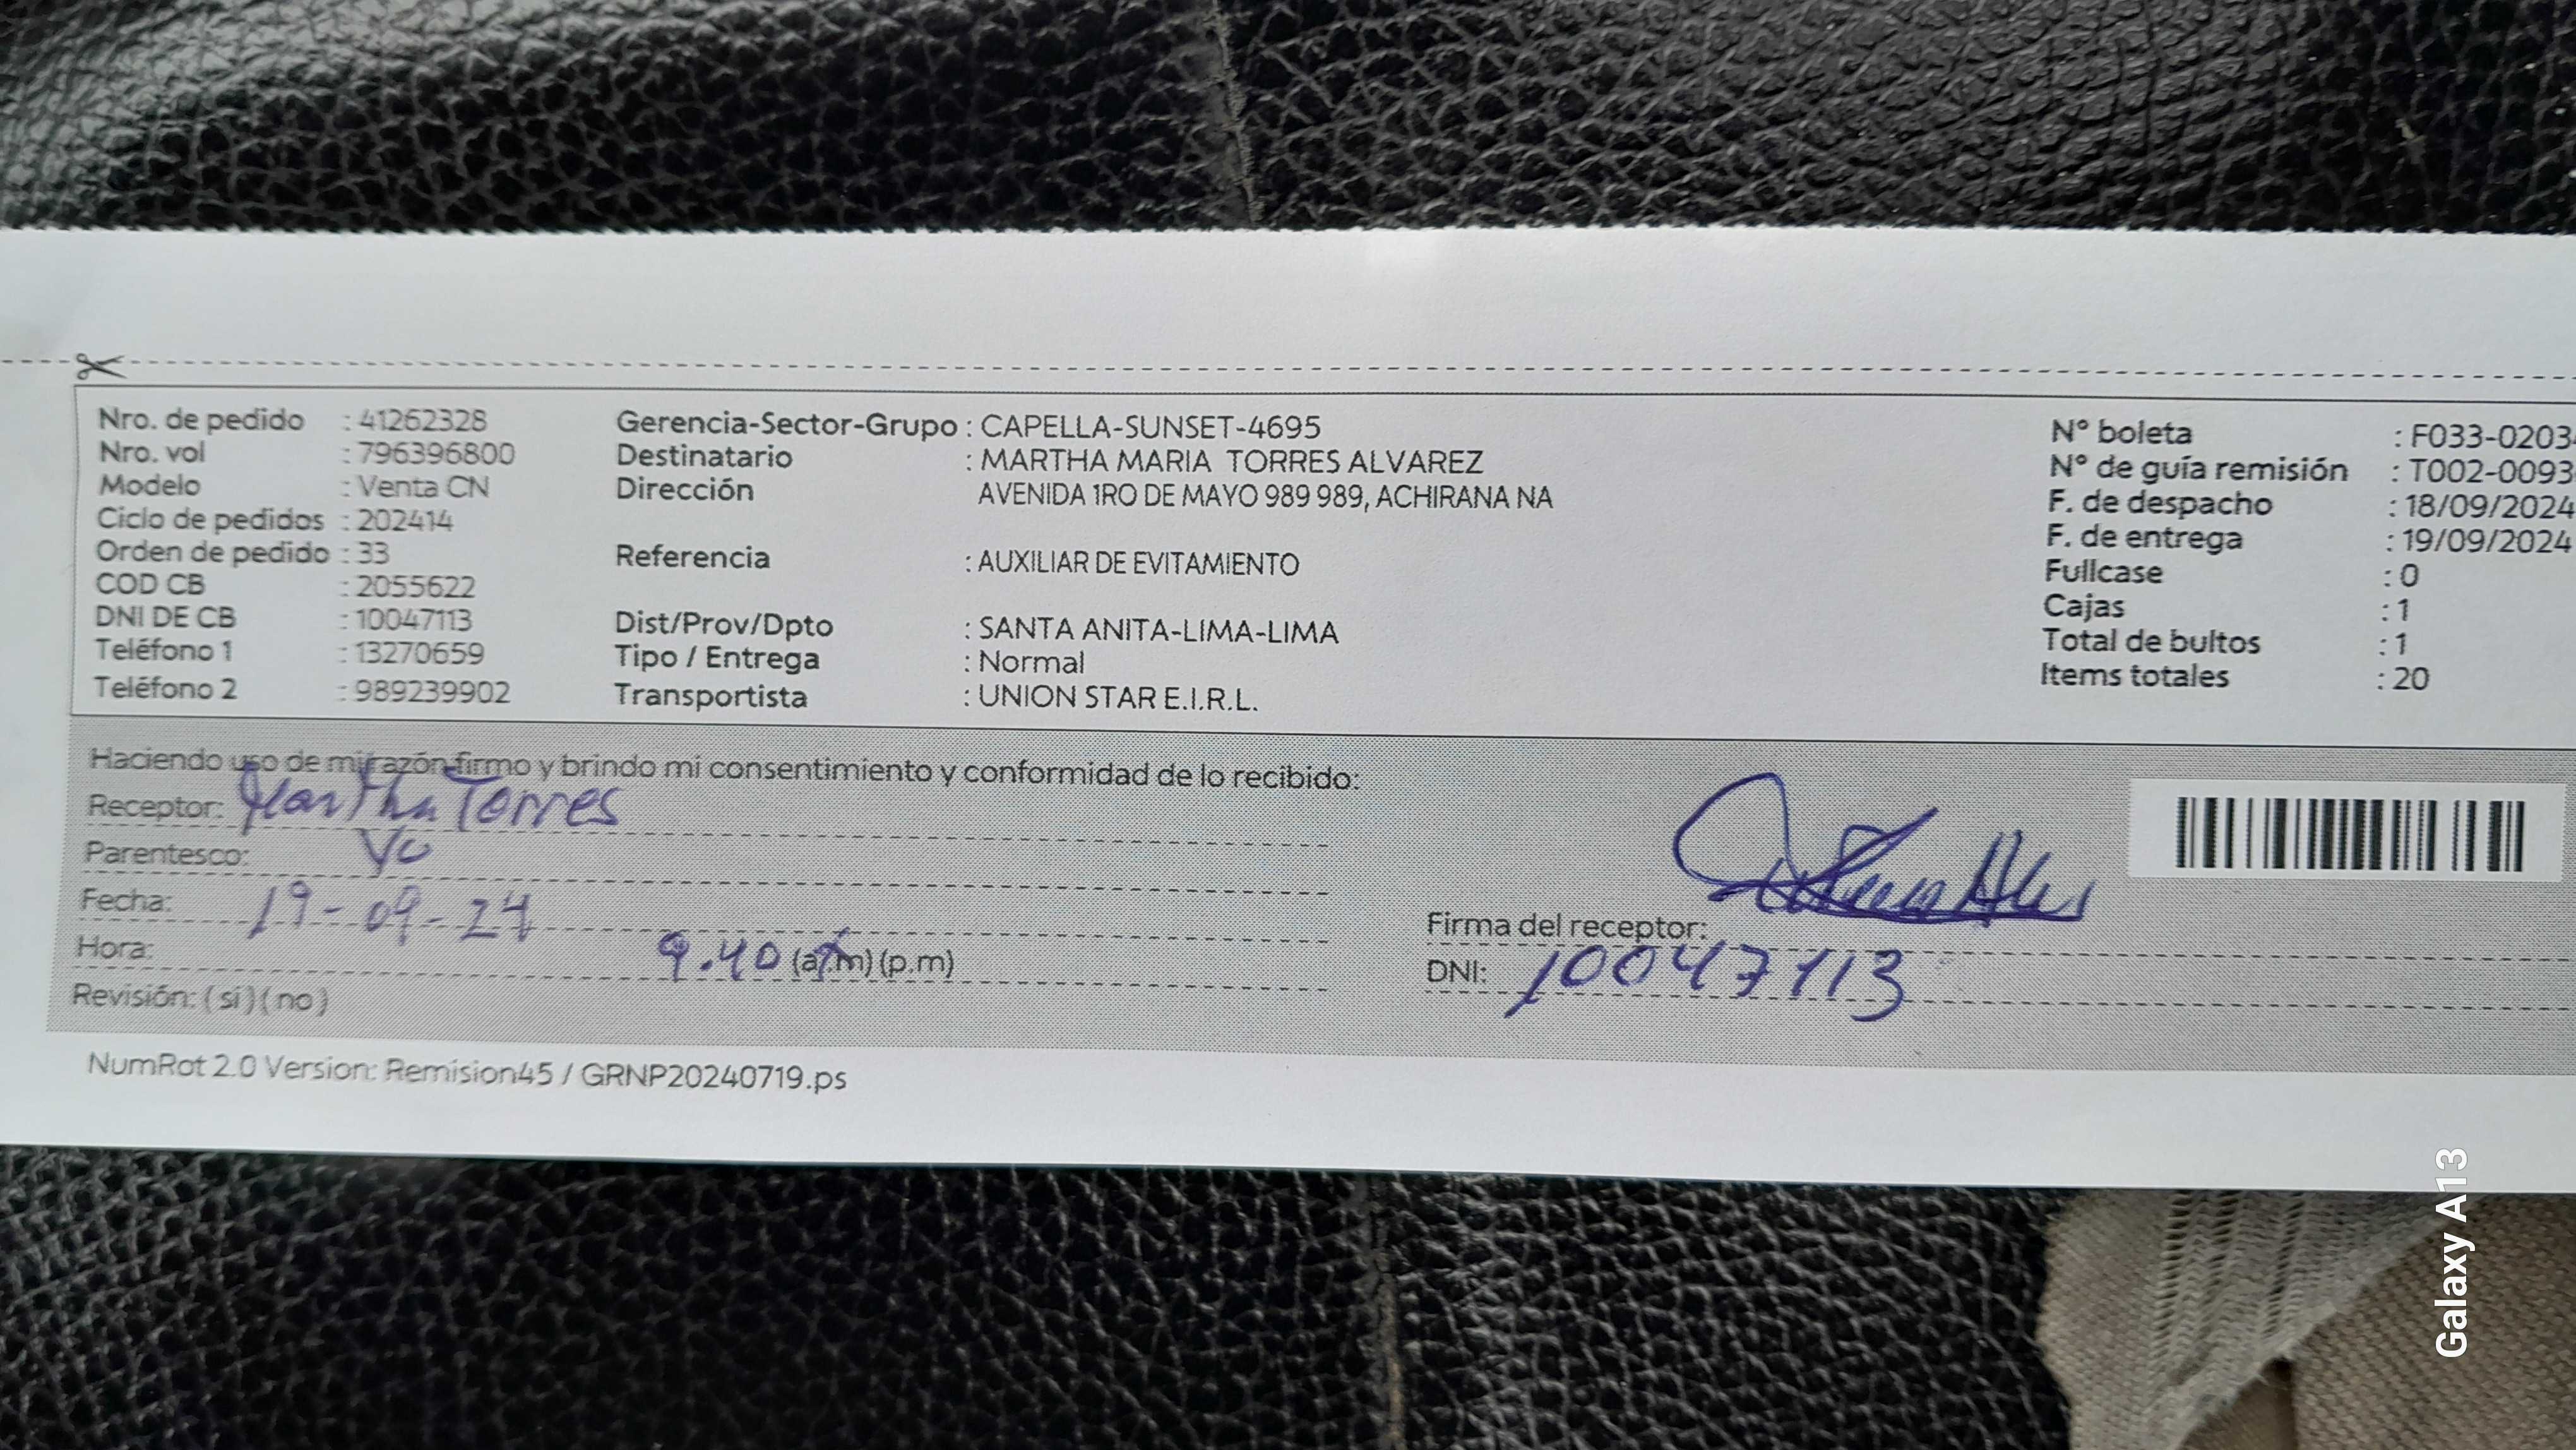 Nro. de pedido : 41262328
Nro. vol : 796396800
Modelo : Venta CN
Ciclo de pedidos : 202414
Orden de pedido : 33
COD CB : 2055622
DNI DE CB : 10047113
Teléfono 1 : 13270659
Teléfono 2 : 989239902
Gerencia-Sector-Grupo : CAPELLA-SUNSET-4695
Destinatario : MARTHA MARIA TORRES ALVAREZ
Dirección AVENIDA 1RO DE MAYO 989 989, ACHIRANA NA
Referencia : AUXILIAR DE EVITAMIENTO
Dist/Prov/Dpto : SANTA ANITA-LIMA-LIMA
Tipo / Entrega : Normal
Transportista : UNION STAR E.I.R.L.
N° boleta : F033-0203
N° de guía remisión : T002-0093
F. de despacho : 18/09/2024
F. de entrega : 19/09/2024
Fullcase : 0
Cajas : 1
Total de bultos : 1
Items totales : 20
Haciendo uso de mi razón firmo y brindo mi consentimiento y conformidad de lo recibido:
Receptor: Martha Torres
Parentesco: Yo
Fecha: 19-09-24
Hora: 9.40 (a.m) (p.m)
Revisión: (si) (no)
Firma del receptor:
DNI: 10047113
NumRot 2.0 Version: Remision45 / GRNP20240719.ps
Galaxy A13